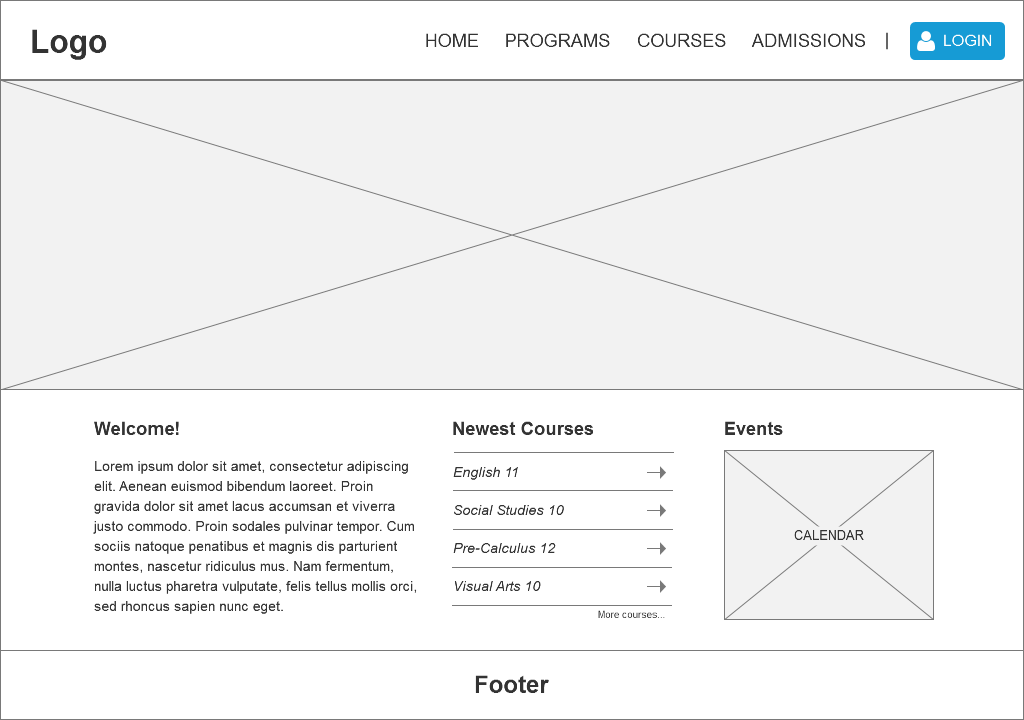 Logo
HOME PROGRAMS COURSES ADMISSIONS | LOGIN
Welcome!
Lorem ipsum dolor sit amet, consectetur adipiscing
elit. Aenean euismod bibendum laoreet. Proin
gravida dolor sit amet lacus accumsan et viverra
justo commodo. Proin sodales pulvinar tempor. Cum
sociis natoque penatibus et magnis dis parturient
montes, nascetur ridiculus mus. Nam fermentum,
nulla luctus pharetra vulputate, felis tellus mollis orci,
sed rhoncus sapien nunc eget.
Newest Courses
English 11
Social Studies 10
Pre-Calculus 12
Visual Arts 10
More courses...
Events
CALENDAR
Footer